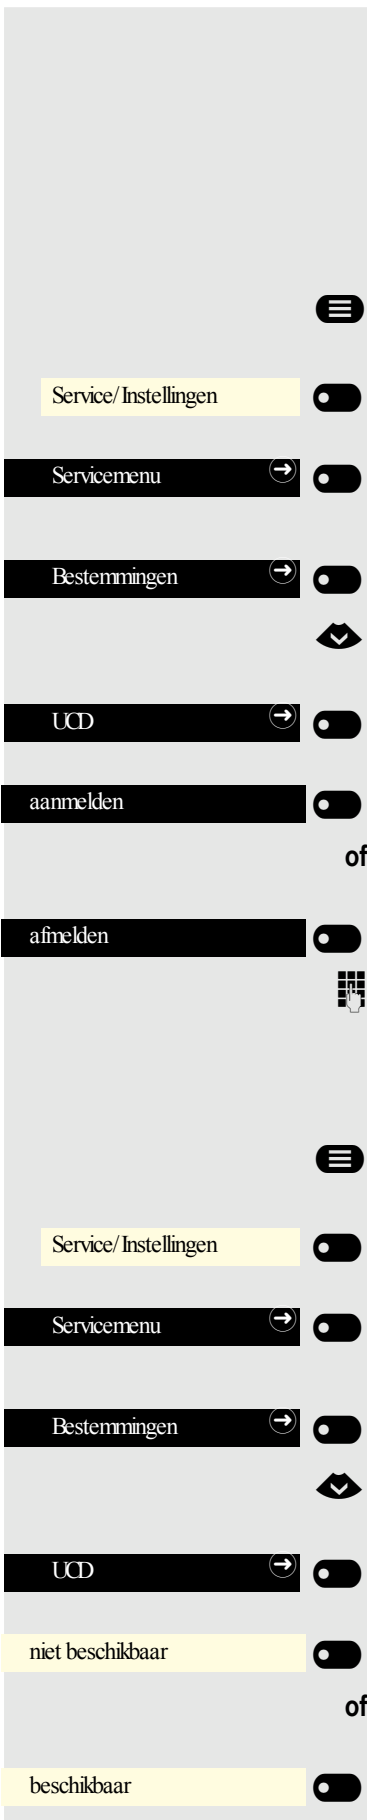 Service/Instellingen
Servicemenu
Bestemmingen
UCD
aanmelden
of
afmelden
Service/Instellingen
Servicemenu
Bestemmingen
UCD
niet beschikbaar
of
beschikbaar